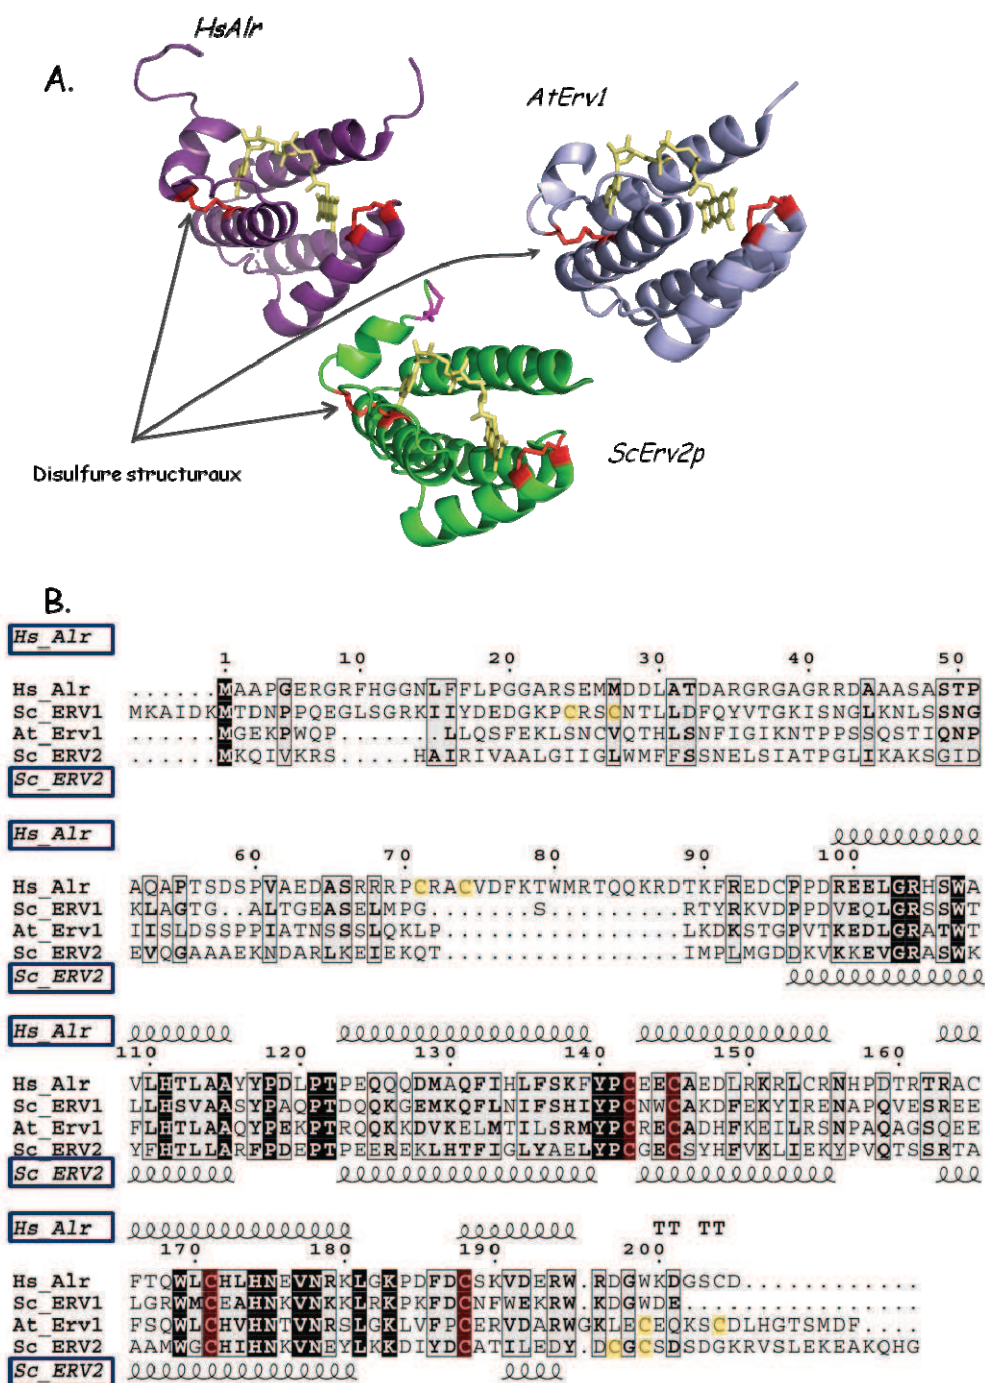 HsAlr
A.
AtErv1
ScErv2p
Disulfure structuraux
B.
Hs_Alr
1 10 20 30 40 50
Hs_Alr ......MAAPGERGRFHGGNLFFLPGGARSEMMDDLATDARGRGAGRRDAAASASTP
Sc_ERV1 MKAIDKMTDNPPQEGLSGRKIIYDEDGKPCRSCNTLLDFQYVTGKISNGLKNLSSNG
At_Erv1 ......MGEKPWQP......LLQSFEKLSNCVQTHLSNFIGIKNTPPSSQSTIQNP
Sc_ERV2 ......MKQIVKRS.....HAIRIVAALGIIGLWMFFSSNELSIATPGLIKAKSGID
Sc_ERV2
Hs_Alr
60 70 80 90 100
Hs_Alr AQAPTSDSPVAEDASRRRPCRACVDFKTWMRTQQKRDTKFREDCPPDREELGRHSWA
Sc_ERV1 KLAGTG..ALTGEASELMPG.......S.........RTYRKVDPPDVEQLGRSSWT
At_Erv1 IISLDSSPPIATNSSSLQKLP................LKDKSTGPVTKEDLGRATWT
Sc_ERV2 EVQGAAAEKNDARLKEIEKQT................IMPLMGDDKVKKEVGRASWK
Sc_ERV2
Hs_Alr
110 120 130 140 150 160
Hs_Alr VLHTLAAYYPDLPTPEQQQDMAQFIHLFSKFYPCEECAEDLRKRLCRNHPDTRTRAC
Sc_ERV1 LLHSVAASYPAQPTDQQKGEMKQFLNIFSHIYPCNWCAKDFEKYIRENAPQVESREE
At_Erv1 FLHTLAAQYPEKPTRQQKKDVKELMTILSRMYPCRECADHFKEILRSNPAQAGSQEE
Sc_ERV2 YFHTLLARFPDEPTPEEREKLHTFIGLYAELYPCGECSYHFVKLIEKYPVQTSSRTA
Sc_ERV2
Hs_Alr TT TT
170 180 190 200
Hs_Alr FTQWLCHLHNEVNRKLGKPDFDCSKVDERW.RDGWKDGSCD............
Sc_ERV1 LGRWMCEAHNKVNKKLRKPKFDCNFWEKRW.KDGWDE................
At_Erv1 FSQWLCHVHNTVNRSLGKLVFPCERVDARWGKLECEQKSCDLHGTSMDF....
Sc_ERV2 AAMWGCHIHNKVNEYLKKDIYDCATILEDY.DCGCSDSDGKRVSLEKEAKQHG
Sc_ERV2